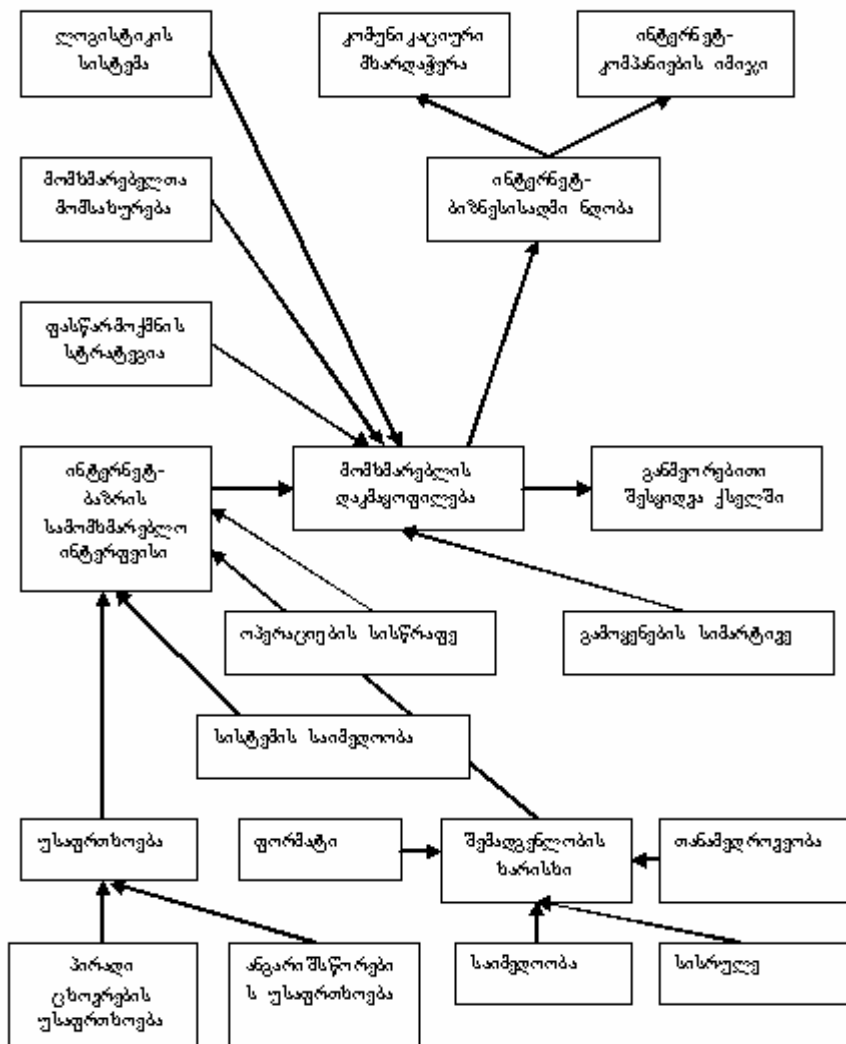 ლოგისტიკის
სისტემა
კომუნიკაციური
მხარდაჭერა
ინტერნეტ-
კომპანიების იმიჯი
მომხმარებელთა
მომსახურება
ინტერნეტ-
ბიზნესისადმი ნდობა
ფასწარმოქმნის
სტრატეგია
ინტერნეტ-
ბაზრის
სამომხმარებლო
ინტერფეისი
მომხმარებლის
დაკმაყოფილება
განმეორებითი
შესყიდვა ქსელში
ოპერაციების სისწრაფე
გამოყენების სიმარტივე
სისტემის საიმედოობა
უსაფრთხოება
ფორმატი
შემადგენლობის
ხარისხი
თანამედროვეობა
პირადი
ცხოვრების
უსაფრთხოება
ანგარიშსწორები
ს უსაფრთხოება
საიმედოობა
სისრულე